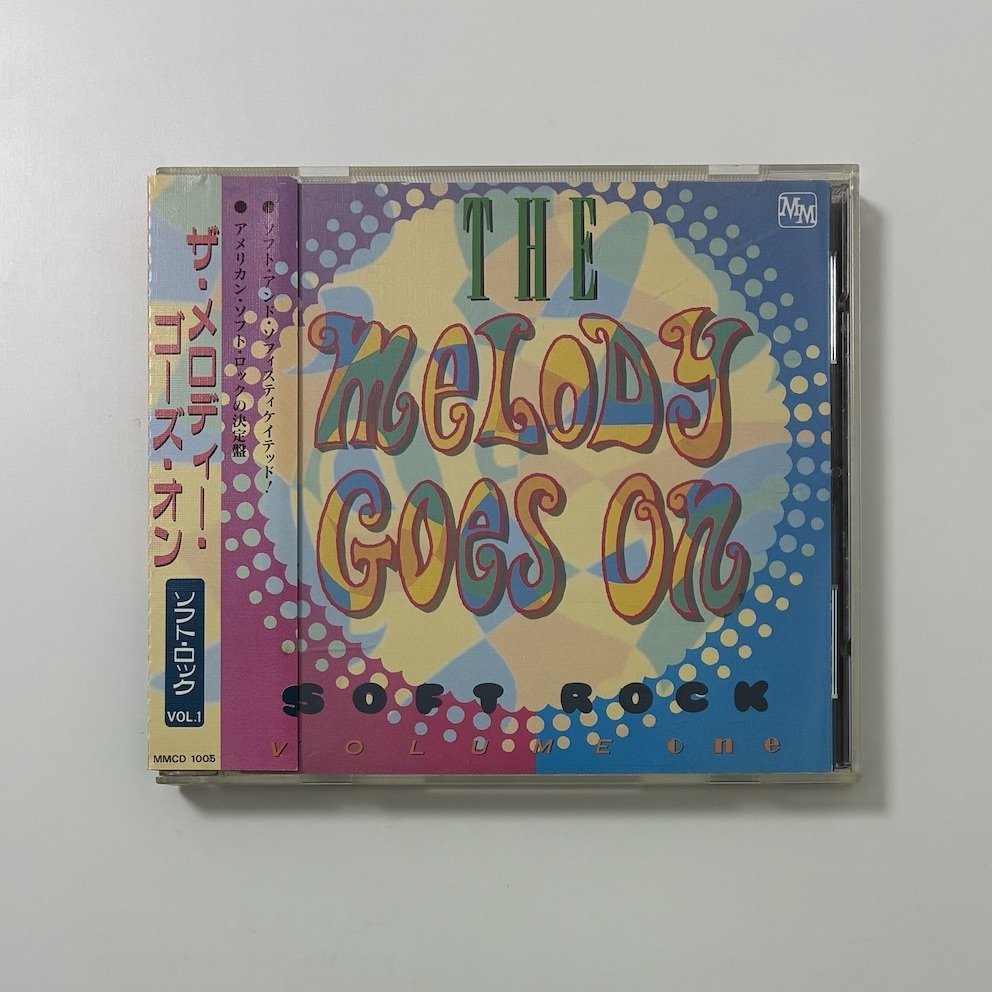 ザ・メロディー・
ゴーズ・オン
ソフト・ロック
VOL.1
MMCD 1005
● ソフト・アンド・ソフィスティケイテッド!
● アメリカン・ソフト・ロックの決定盤
MM
THE
MeLODY
GOeS ON
SOFT ROCK
VOLUME one